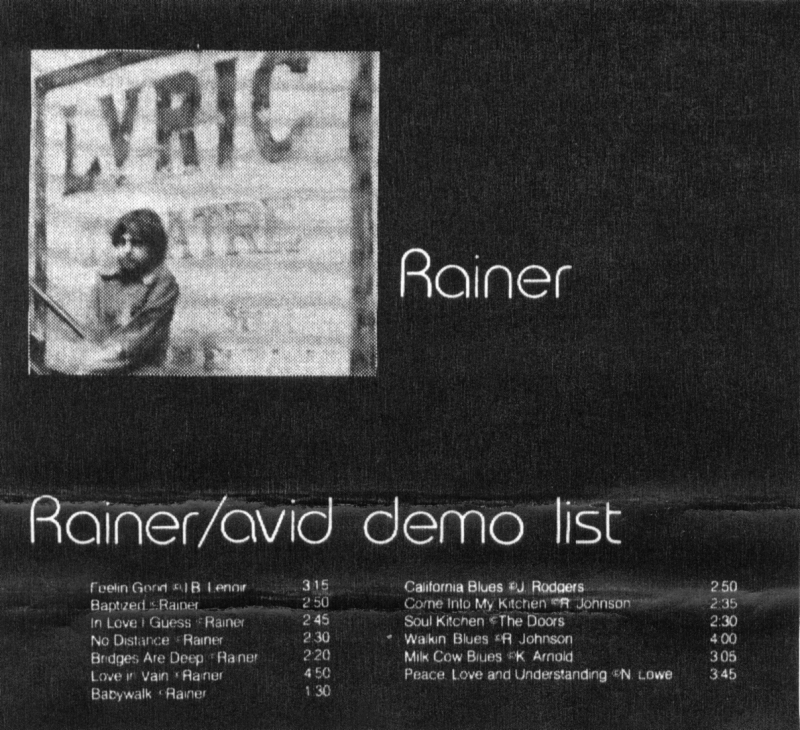 LYRIC
ATRE
Rainer
Rainer/avid demo list
Feelin Good ©J.B. Lenoir 3:15
Baptized ©Rainer 2:50
In Love I Guess ©Rainer 2:45
No Distance ©Rainer 2:30
Bridges Are Deep ©Rainer 2:20
Love in Vain ©Rainer 4:50
Babywalk ©Rainer 1:30
California Blues ©J. Rodgers 2:50
Come Into My Kitchen ©R. Johnson 2:35
Soul Kitchen ©The Doors 2:30
Walkin' Blues ©R. Johnson 4:00
Milk Cow Blues ©K. Arnold 3:05
Peace, Love and Understanding ©N. Lowe 3:45